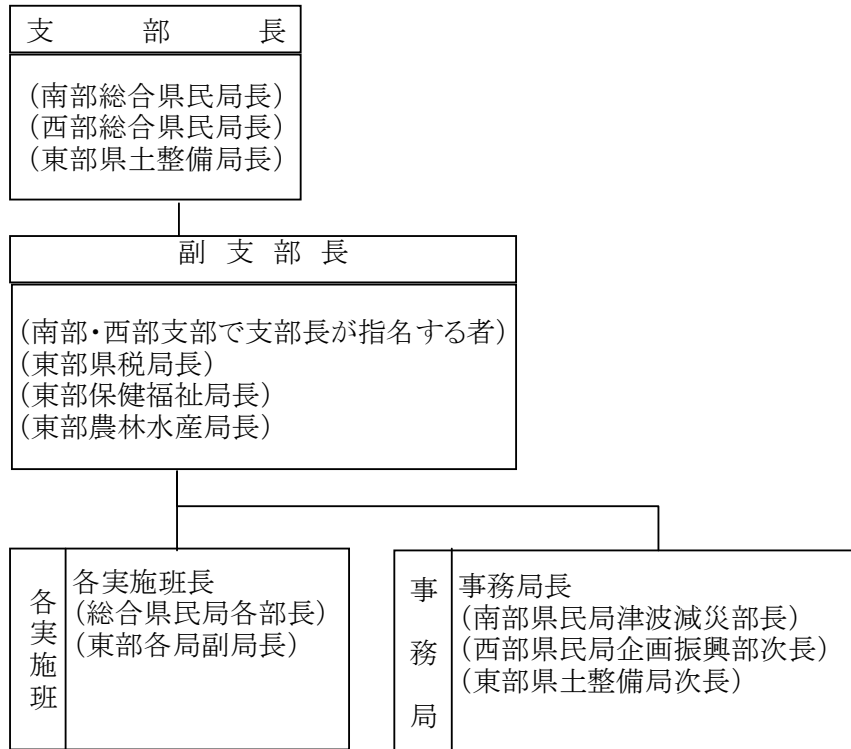 支部長
(南部総合県民局長)
(西部総合県民局長)
(東部県土整備局長)
副支部長
(南部・西部支部で支部長が指名する者)
(東部県税局長)
(東部保健福祉局長)
(東部農林水産局長)
各実施班
各実施班長
(総合県民局各部長)
(東部各局副局長)
事務局
事務局長
(南部県民局津波減災部長)
(西部県民局企画振興部次長)
(東部県土整備局次長)